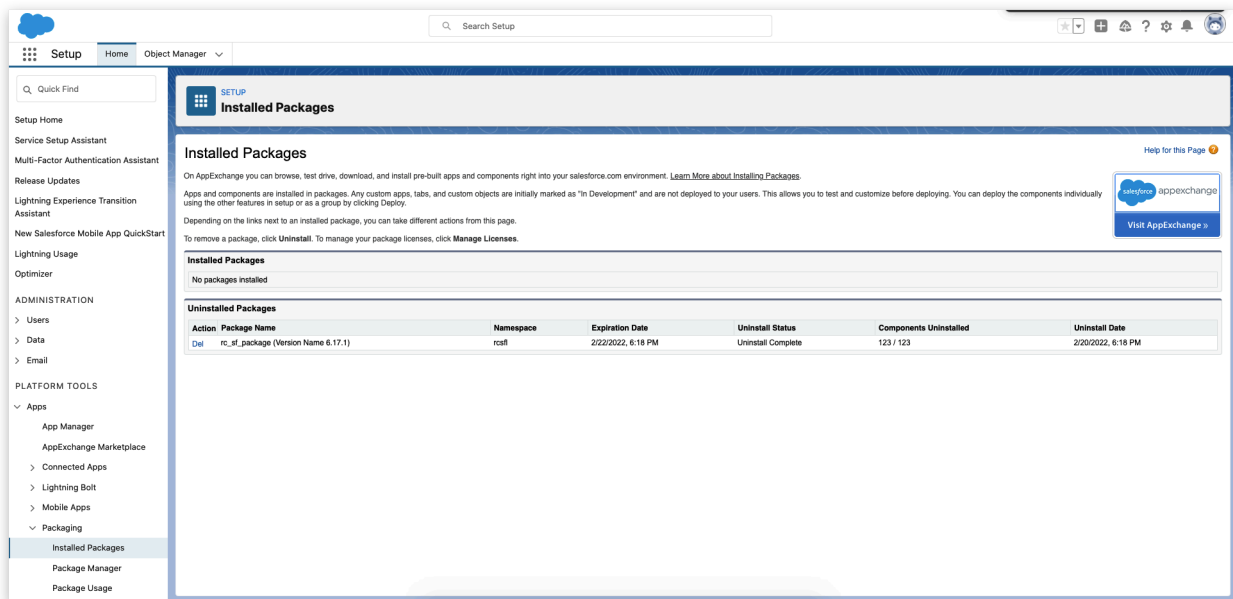 Search Setup
Setup
Home
Object Manager
Quick Find
Setup Home
Service Setup Assistant
Multi-Factor Authentication Assistant
Release Updates
Lightning Experience Transition
Assistant
New Salesforce Mobile App QuickStart
Lightning Usage
Optimizer
ADMINISTRATION
Users
Data
Email
PLATFORM TOOLS
Apps
App Manager
AppExchange Marketplace
Connected Apps
Lightning Bolt
Mobile Apps
Packaging
Installed Packages
Package Manager
Package Usage
SETUP
Installed Packages
Installed Packages
Help for this Page ?
On AppExchange you can browse, test drive, download, and install pre-built apps and components right into your salesforce.com environment. Learn More about Installing Packages.
Apps and components are installed in packages. Any custom apps, tabs, and custom objects are initially marked as "In Development" and are not deployed to your users. This allows you to test and customize before deploying. You can deploy the components individually
using the other features in setup or as a group by clicking Deploy.
Depending on the links next to an installed package, you can take different actions from this page.
To remove a package, click Uninstall. To manage your package licenses, click Manage Licenses.
salesforce appexchange
Visit AppExchange »
Installed Packages
No packages installed
Uninstalled Packages
Action Package Name Namespace Expiration Date Uninstall Status Components Uninstalled Uninstall Date
Del rc_sf_package (Version Name 6.17.1) rcsfl 2/22/2022, 6:18 PM Uninstall Complete 123 / 123 2/20/2022, 6:18 PM